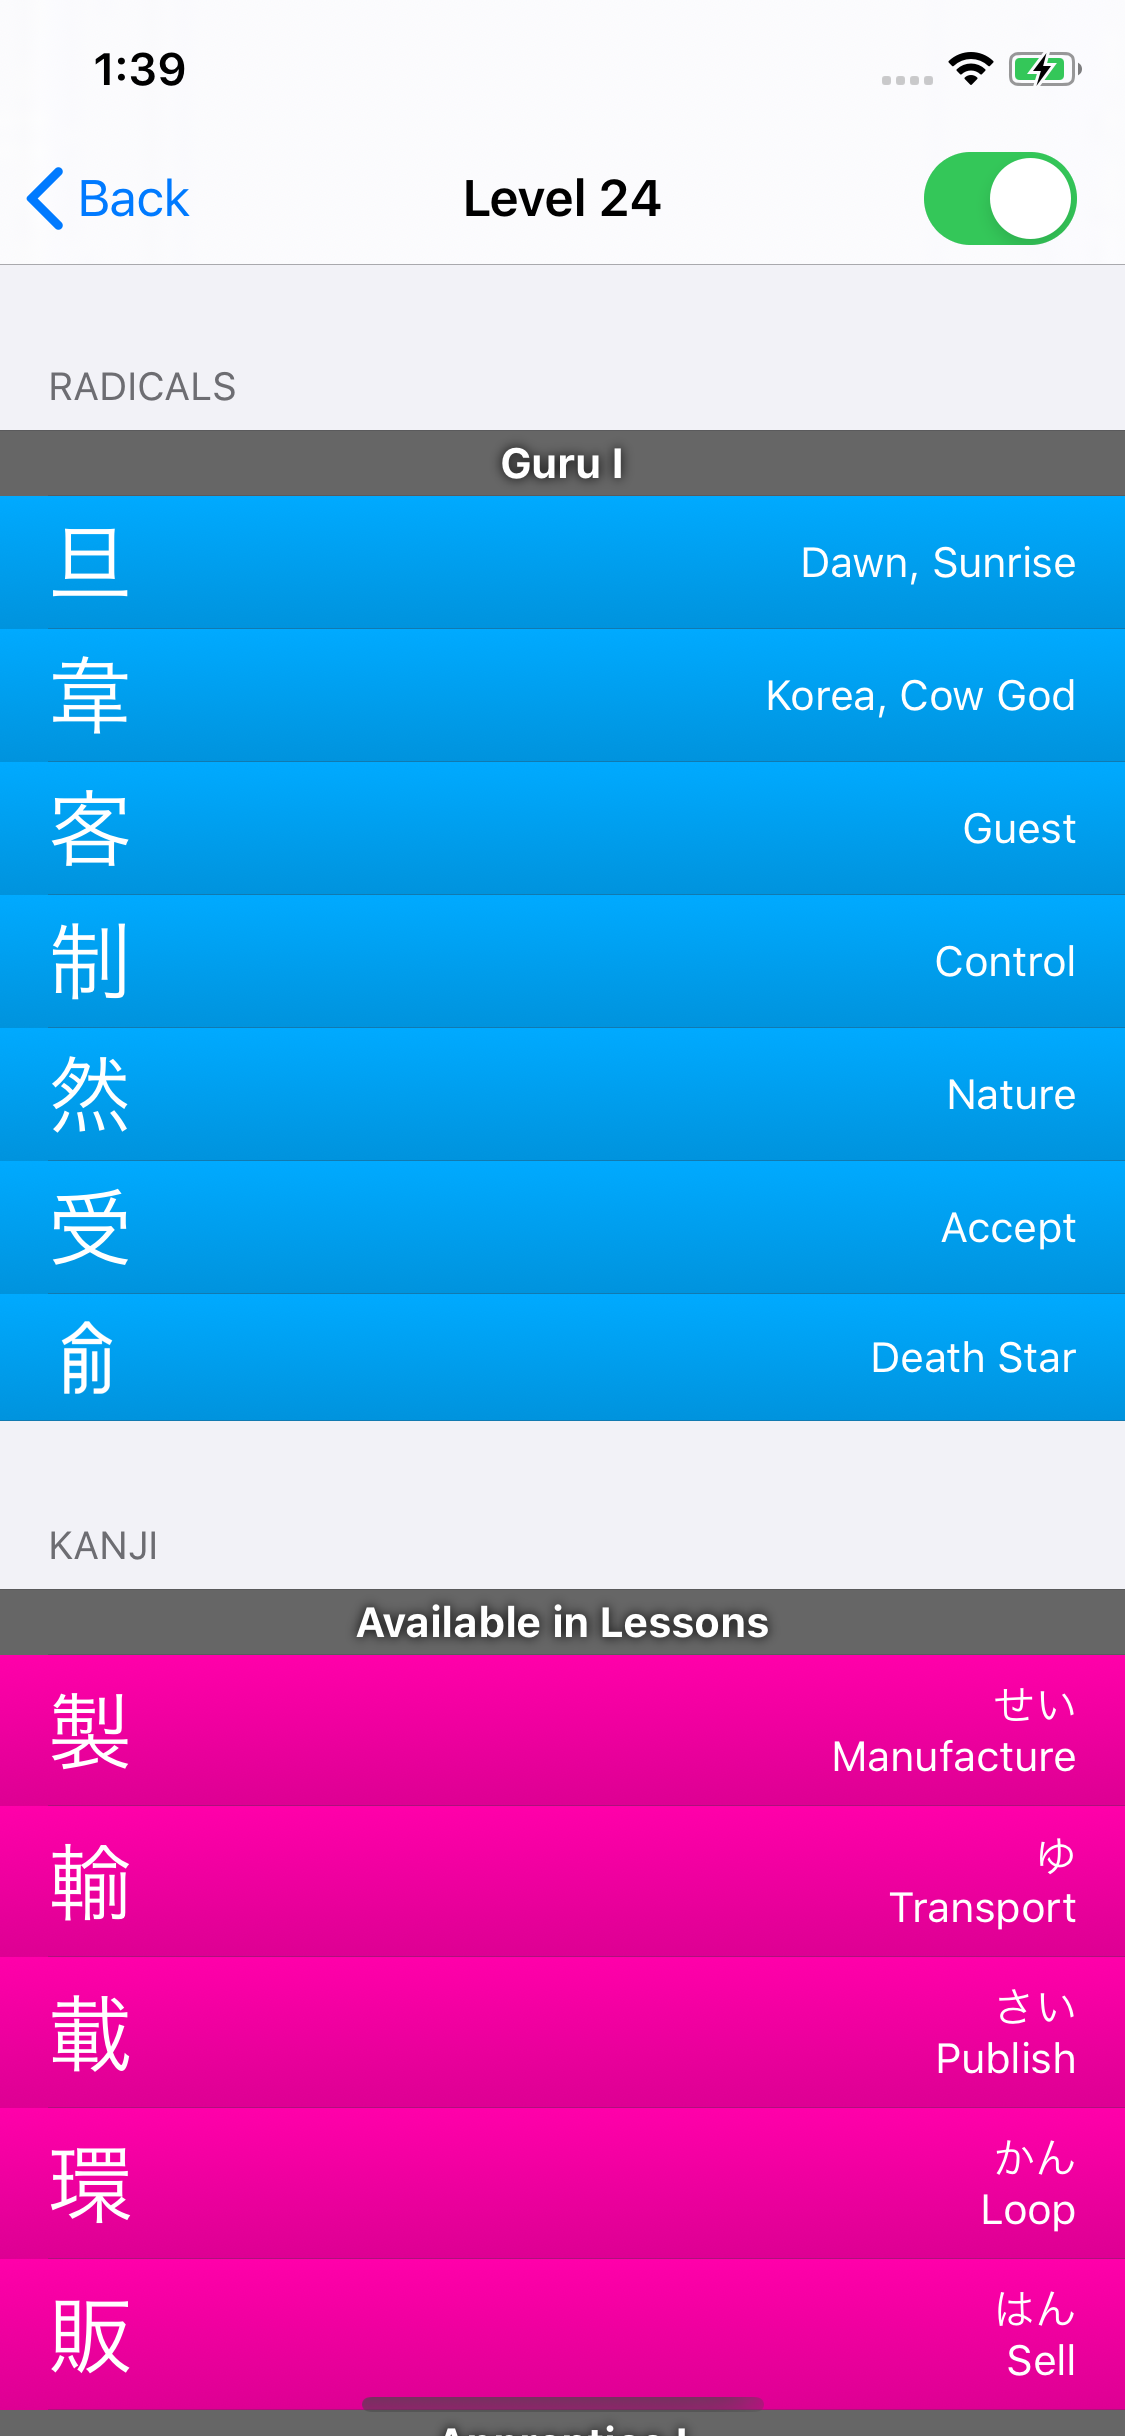 1:39
Back
Level 24
RADICALS
Guru I
旦 Dawn, Sunrise
韋 Korea, Cow God
客 Guest
制 Control
然 Nature
受 Accept
俞 Death Star
KANJI
Available in Lessons
製 せい
Manufacture
輸 ゆ
Transport
載 さい
Publish
環 かん
Loop
販 はん
Sell
Apprentice I